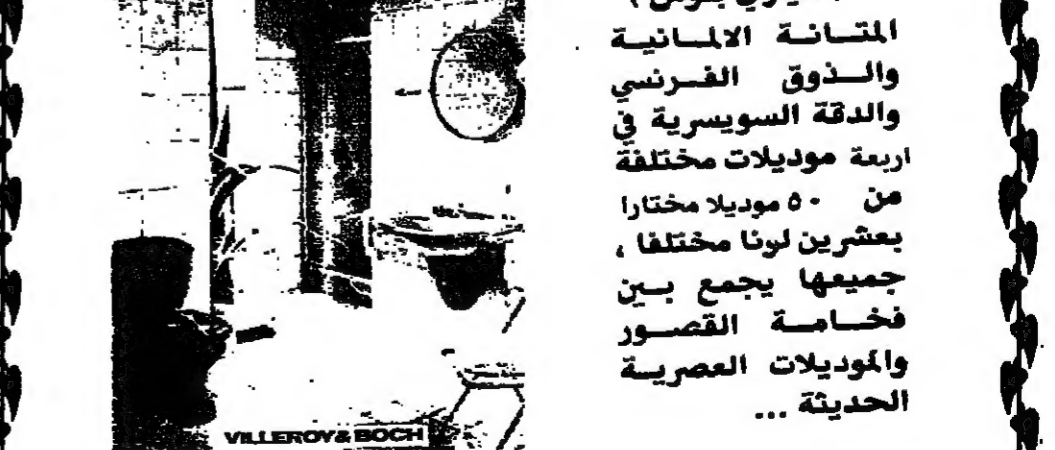 المتانة الالمانية
والذوق الفرنسي
والدقة السويسرية في
اربعة موديلات مختلفة
من ٥٠ موديلا مختارا
بعشرين لونا مختلفا ،
جميعها يجمع بين
فخامة القصور
والموديلات العصرية
الحديثة ...
VILLEROY & BOCH